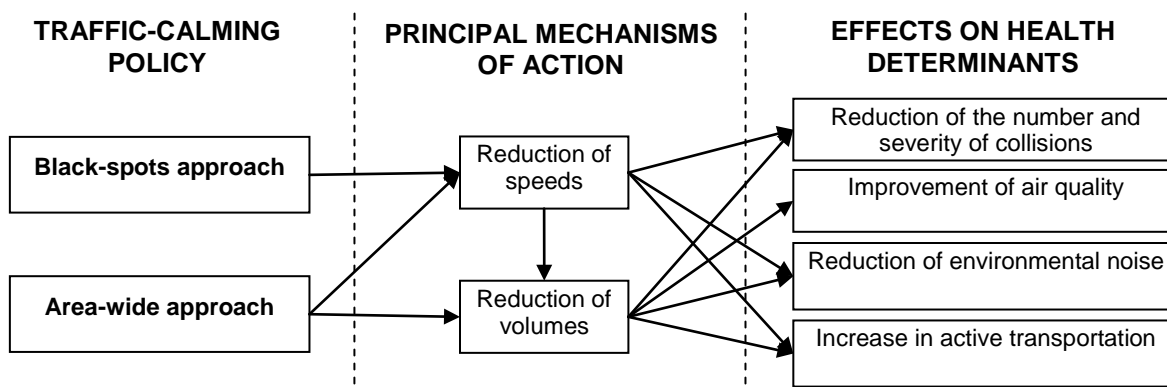 TRAFFIC-CALMING
POLICY
PRINCIPAL MECHANISMS
OF ACTION
EFFECTS ON HEALTH
DETERMINANTS
Black-spots approach
Area-wide approach
Reduction of
speeds
Reduction of
volumes
Reduction of the number and
severity of collisions
Improvement of air quality
Reduction of environmental noise
Increase in active transportation